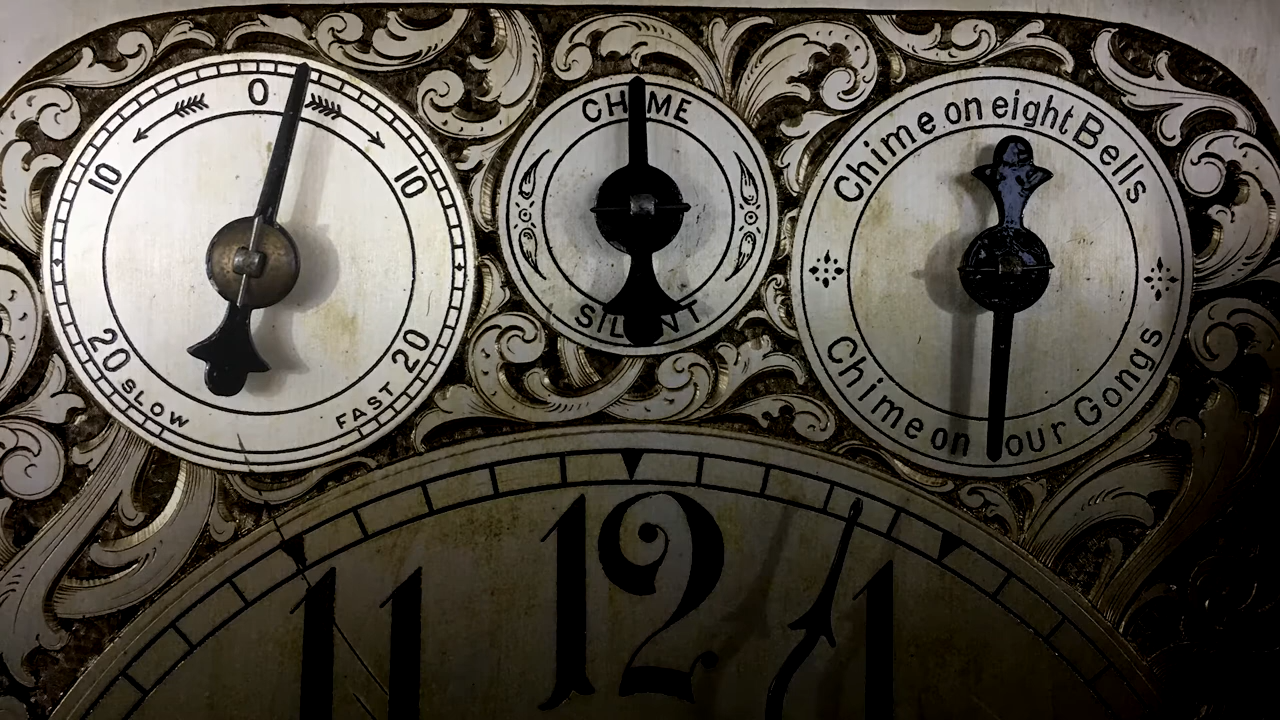 0
10 10
20 20
SLOW FAST
CHIME
SILENT
Chime on eight Bells
Chime on four Gongs
11 12 1